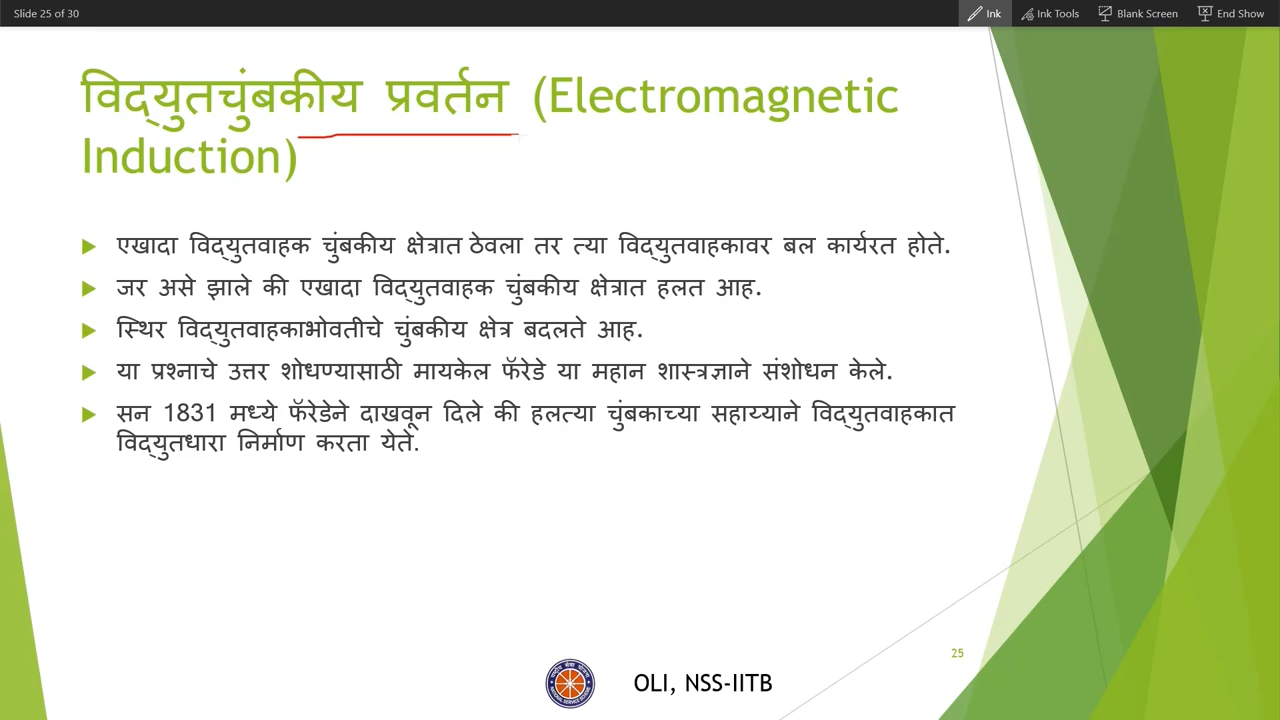 Slide 25 of 30
Ink
Ink Tools
Blank Screen
End Show
विद्युतचुंबकीय प्रवर्तन (Electromagnetic
Induction)
एखादा विद्युतवाहक चुंबकीय क्षेत्रात ठेवला तर त्या विद्युतवाहकावर बल कार्यरत होते.
जर असे झाले की एखादा विद्युतवाहक चुंबकीय क्षेत्रात हलत आह.
स्थिर विद्युतवाहकाभोवतीचे चुंबकीय क्षेत्र बदलते आह.
या प्रश्नाचे उत्तर शोधण्यासाठी मायकेल फॅरेडे या महान शास्त्रज्ञाने संशोधन केले.
सन 1831 मध्ये फॅरेडेने दाखवून दिले की हलत्या चुंबकाच्या सहाय्याने विद्युतवाहकात
विद्युतधारा निर्माण करता येते.
25
OLI, NSS-IITB